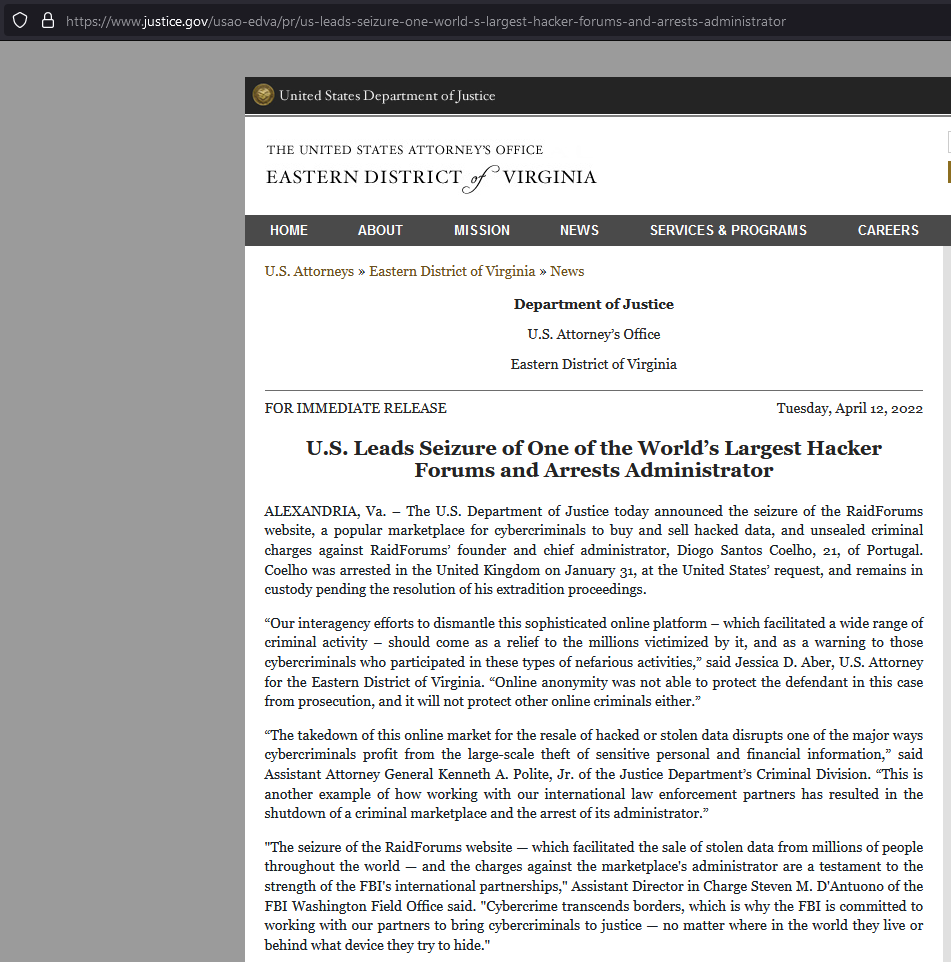 https://www.justice.gov/usao-edva/pr/us-leads-seizure-one-world-s-largest-hacker-forums-and-arrests-administrator
United States Department of Justice
THE UNITED STATES ATTORNEY'S OFFICE
EASTERN DISTRICT of VIRGINIA
HOME ABOUT MISSION NEWS SERVICES & PROGRAMS CAREERS
U.S. Attorneys » Eastern District of Virginia » News
Department of Justice
U.S. Attorney’s Office
Eastern District of Virginia
FOR IMMEDIATE RELEASE Tuesday, April 12, 2022
U.S. Leads Seizure of One of the World’s Largest Hacker
Forums and Arrests Administrator
ALEXANDRIA, Va. – The U.S. Department of Justice today announced the seizure of the RaidForums
website, a popular marketplace for cybercriminals to buy and sell hacked data, and unsealed criminal
charges against RaidForums’ founder and chief administrator, Diogo Santos Coelho, 21, of Portugal.
Coelho was arrested in the United Kingdom on January 31, at the United States’ request, and remains in
custody pending the resolution of his extradition proceedings.
“Our interagency efforts to dismantle this sophisticated online platform – which facilitated a wide range of
criminal activity – should come as a relief to the millions victimized by it, and as a warning to those
cybercriminals who participated in these types of nefarious activities,” said Jessica D. Aber, U.S. Attorney
for the Eastern District of Virginia. “Online anonymity was not able to protect the defendant in this case
from prosecution, and it will not protect other online criminals either.”
“The takedown of this online market for the resale of hacked or stolen data disrupts one of the major ways
cybercriminals profit from the large-scale theft of sensitive personal and financial information,” said
Assistant Attorney General Kenneth A. Polite, Jr. of the Justice Department’s Criminal Division. “This is
another example of how working with our international law enforcement partners has resulted in the
shutdown of a criminal marketplace and the arrest of its administrator.”
"The seizure of the RaidForums website — which facilitated the sale of stolen data from millions of people
throughout the world — and the charges against the marketplace's administrator are a testament to the
strength of the FBI's international partnerships," Assistant Director in Charge Steven M. D'Antuono of the
FBI Washington Field Office said. "Cybercrime transcends borders, which is why the FBI is committed to
working with our partners to bring cybercriminals to justice — no matter where in the world they live or
behind what device they try to hide."